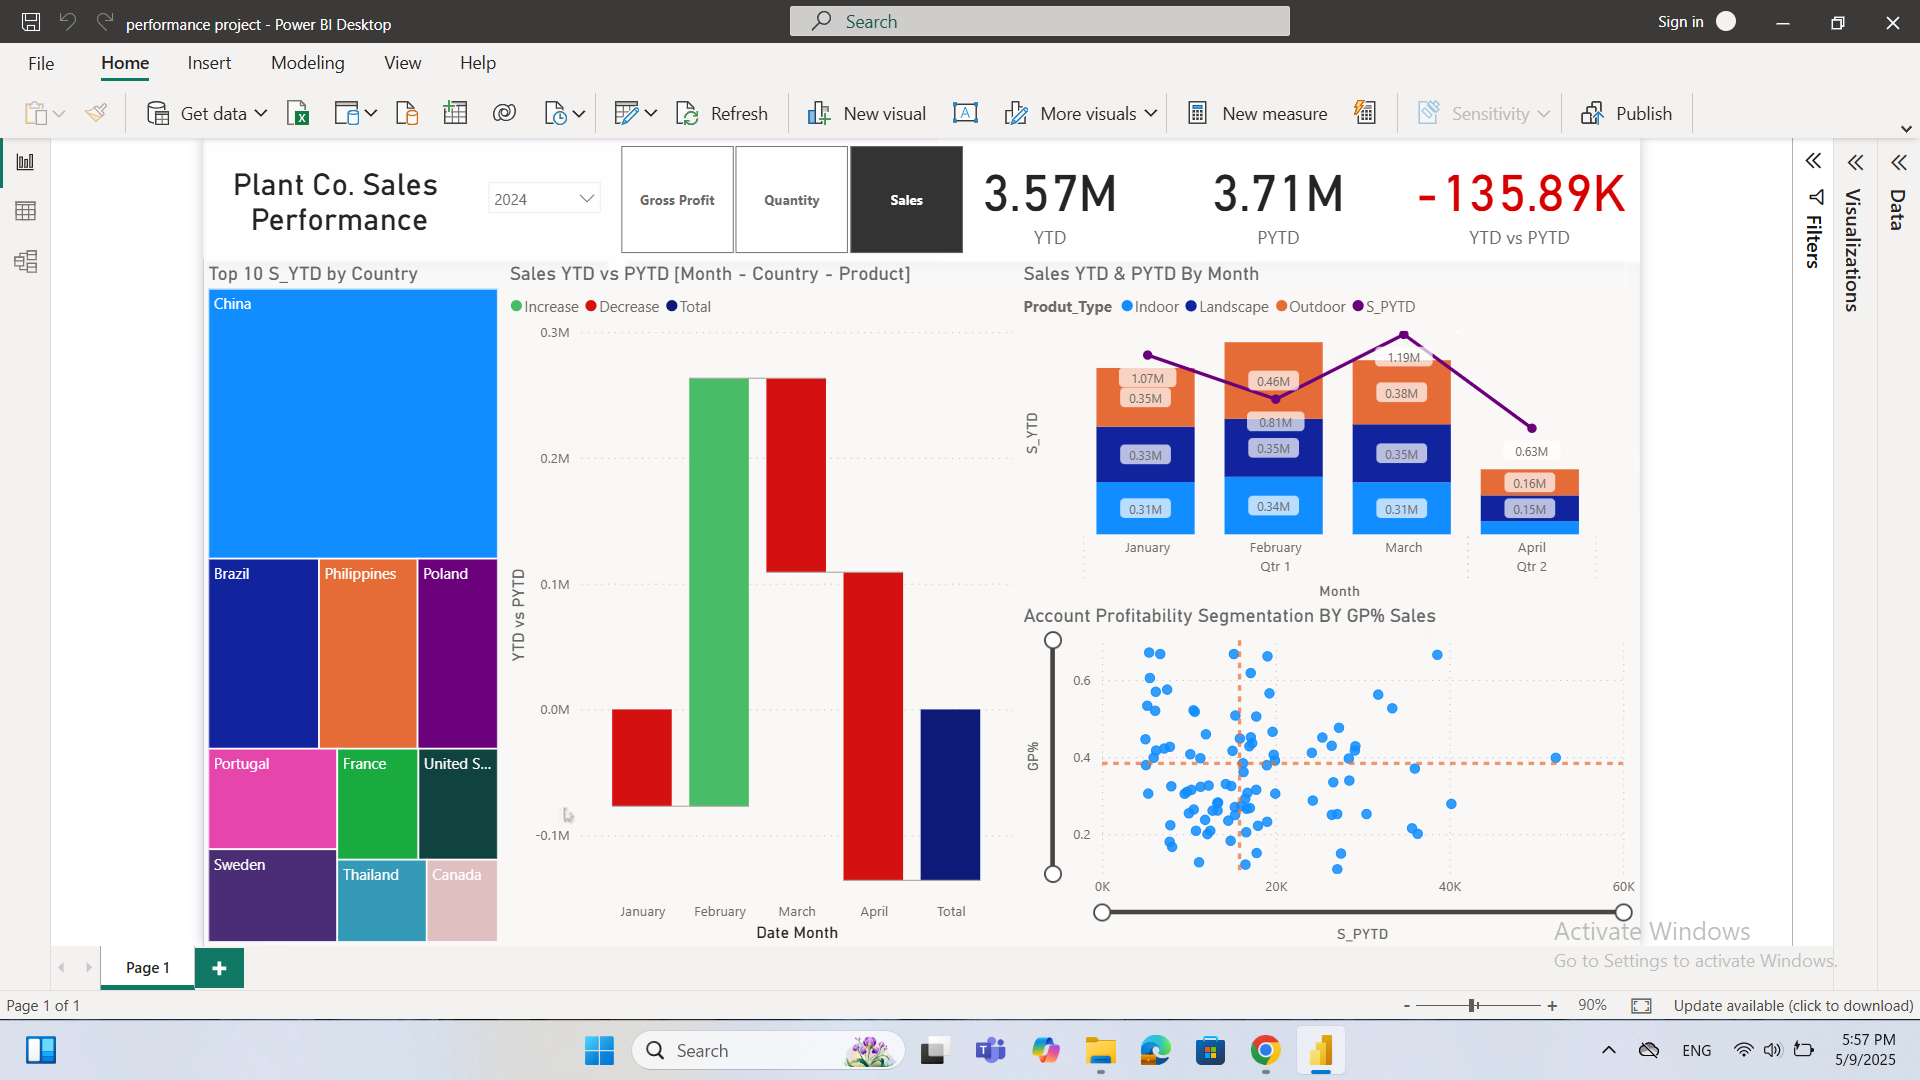 performance project - Power BI Desktop
Search
Sign in
File
Home
Insert
Modeling
View
Help
Get data
Refresh
New visual
More visuals
New measure
Sensitivity
Publish
Plant Co. Sales
Performance
2024
Gross Profit
Quantity
Sales
3.57M
YTD
3.71M
PYTD
-135.89K
YTD vs PYTD
Filters
Visualizations
Data
Top 10 S_YTD by Country
China
Brazil
Philippines
Poland
Portugal
France
United S...
Sweden
Thailand
Canada
Sales YTD vs PYTD [Month - Country - Product]
Increase
Decrease
Total
0.3M
0.2M
0.1M
0.0M
-0.1M
YTD vs PYTD
January
February
March
April
Total
Date Month
Sales YTD & PYTD By Month
Produt_Type
Indoor
Landscape
Outdoor
S_PYTD
S_YTD
1.07M
0.35M
0.33M
0.31M
0.46M
0.81M
0.35M
0.34M
1.19M
0.38M
0.35M
0.31M
0.63M
0.16M
0.15M
January
February
March
April
Qtr 1
Qtr 2
Month
Account Profitability Segmentation BY GP% Sales
GP%
0.6
0.4
0.2
0K
20K
40K
60K
S_PYTD
Activate Windows
Go to Settings to activate Windows.
Page 1
Page 1 of 1
90%
Update available (click to download)
Search
ENG
5:57 PM
5/9/2025